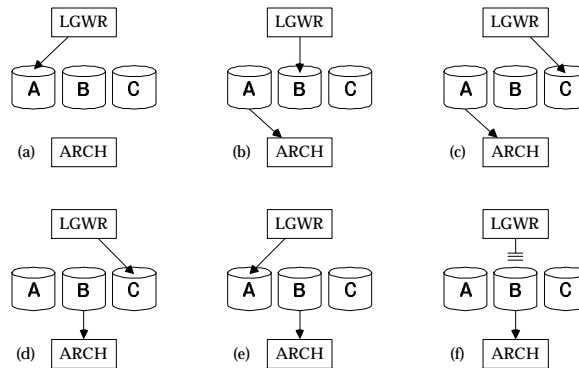 LGWR LGWR LGWR
A B C A B C A B C
(a) ARCH (b) ARCH (c) ARCH
LGWR LGWR LGWR
A B C A B C A B C
(d) ARCH (e) ARCH (f) ARCH